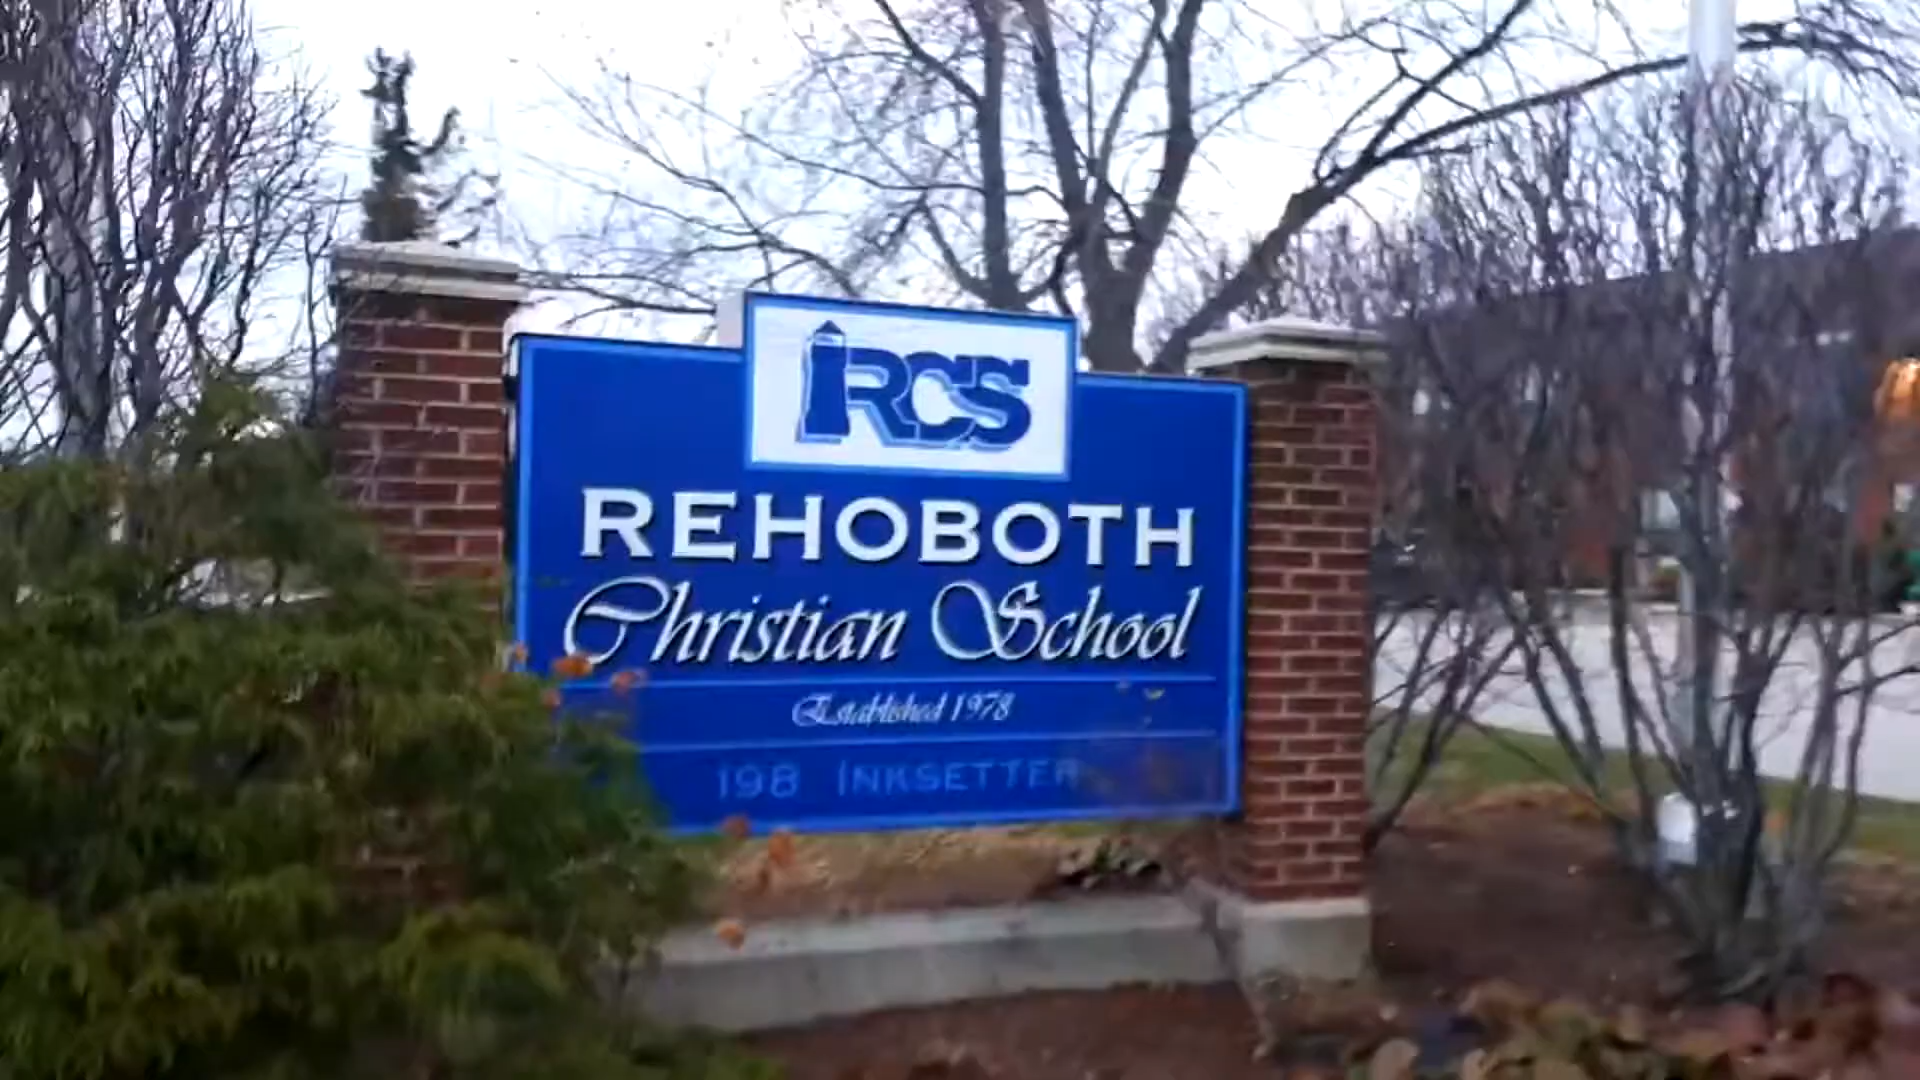 RCS
REHOBOTH
Christian School
Established 1978
198 INKSETTER